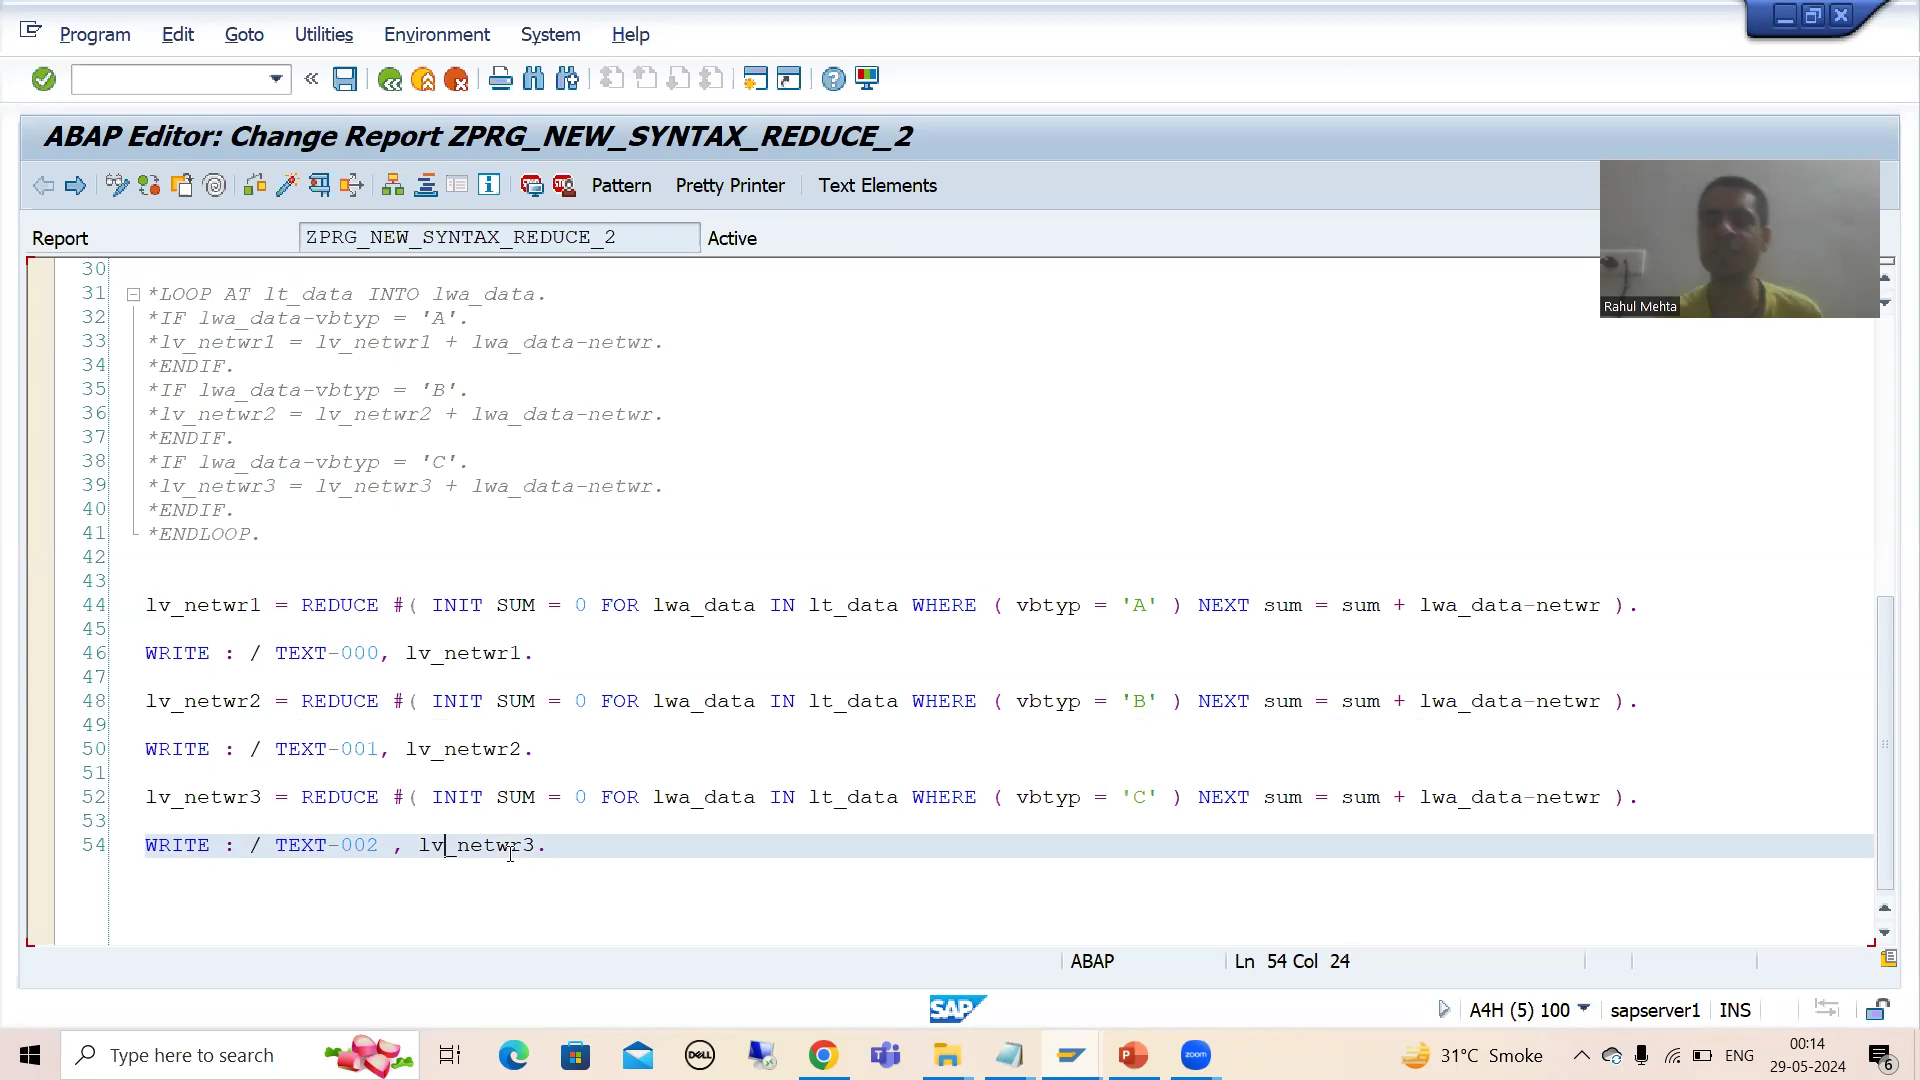 Program Edit Goto Utilities Environment System Help
ABAP Editor: Change Report ZPRG_NEW_SYNTAX_REDUCE_2
Pattern Pretty Printer Text Elements
Report ZPRG_NEW_SYNTAX_REDUCE_2 Active
Rahul Mehta
30
31 *LOOP AT lt_data INTO lwa_data.
32 *IF lwa_data-vbtyp = 'A'.
33 *lv_netwr1 = lv_netwr1 + lwa_data-netwr.
34 *ENDIF.
35 *IF lwa_data-vbtyp = 'B'.
36 *lv_netwr2 = lv_netwr2 + lwa_data-netwr.
37 *ENDIF.
38 *IF lwa_data-vbtyp = 'C'.
39 *lv_netwr3 = lv_netwr3 + lwa_data-netwr.
40 *ENDIF.
41 *ENDLOOP.
42
43
44 lv_netwr1 = REDUCE #( INIT SUM = 0 FOR lwa_data IN lt_data WHERE ( vbtyp = 'A' ) NEXT sum = sum + lwa_data-netwr ).
45
46 WRITE : / TEXT-000, lv_netwr1.
47
48 lv_netwr2 = REDUCE #( INIT SUM = 0 FOR lwa_data IN lt_data WHERE ( vbtyp = 'B' ) NEXT sum = sum + lwa_data-netwr ).
49
50 WRITE : / TEXT-001, lv_netwr2.
51
52 lv_netwr3 = REDUCE #( INIT SUM = 0 FOR lwa_data IN lt_data WHERE ( vbtyp = 'C' ) NEXT sum = sum + lwa_data-netwr ).
53
54 WRITE : / TEXT-002 , lv_netwr3.
ABAP Ln 54 Col 24
SAP A4H (5) 100 sapserver1 INS
Type here to search DELL zoom 31°C Smoke ENG 00:14
29-05-2024 6